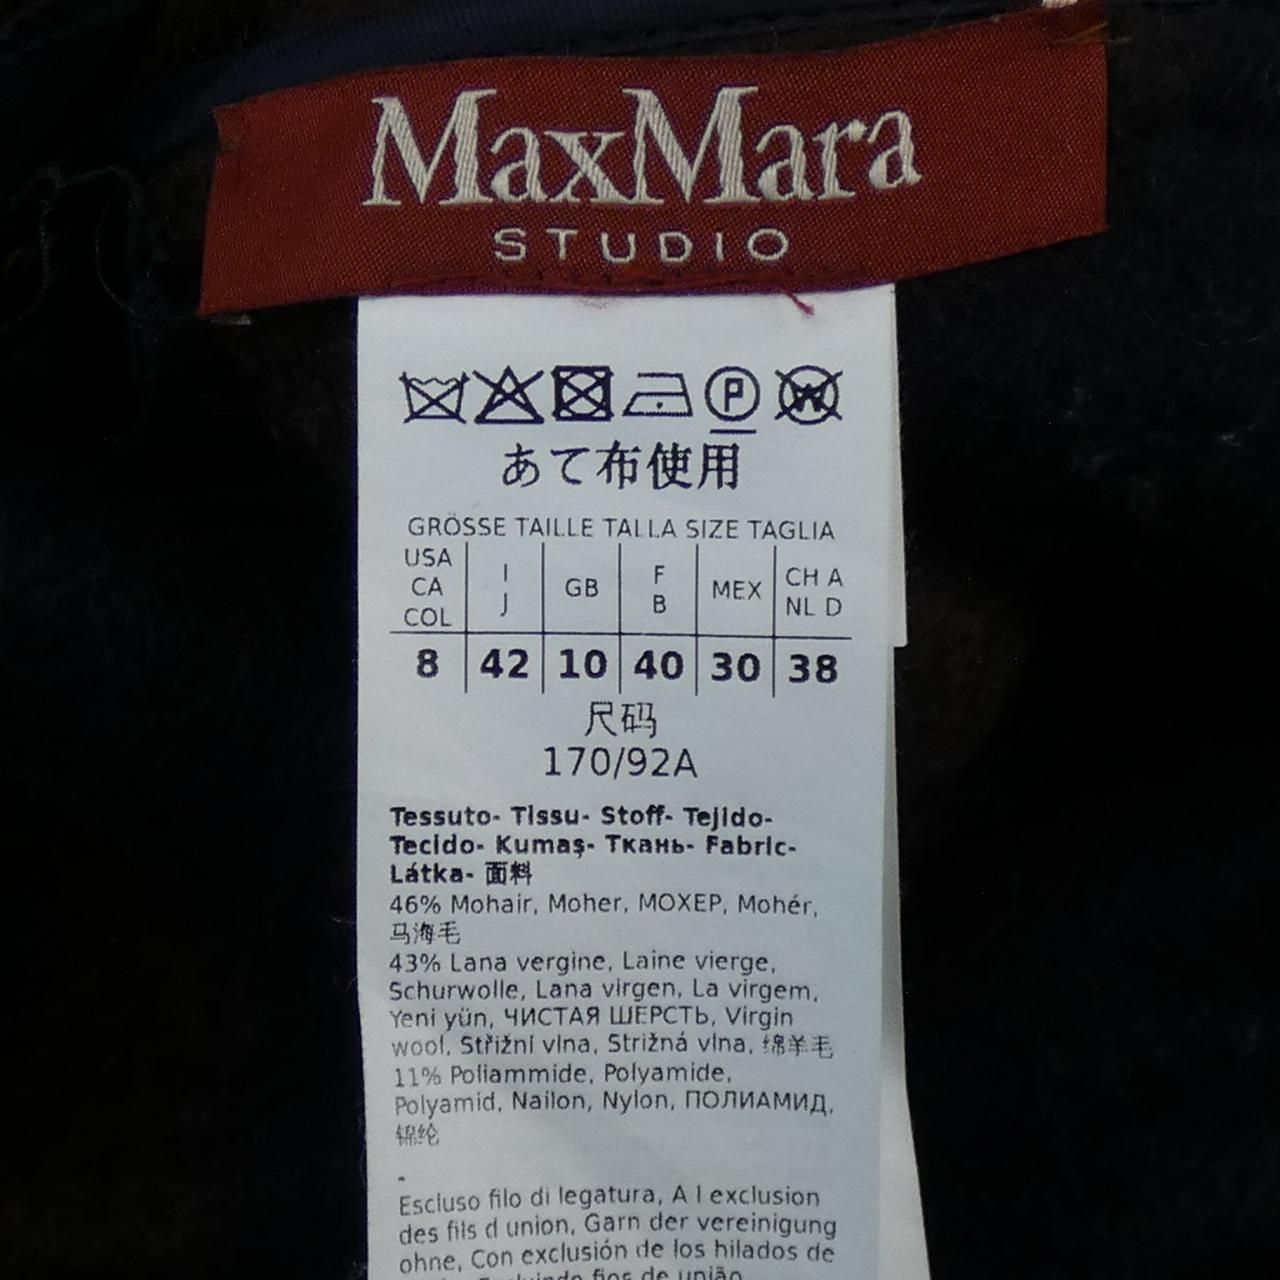 MaxMara
STUDIO
P W
あて布使用
GRÖSSE TAILLE TALLA SIZE TAGLIA
USA CA COL | I J | GB | F B | MEX | CH A NL D
8 | 42 | 10 | 40 | 30 | 38
尺码
170/92A
Tessuto- Tissu- Stoff- Tejido-
Tecido- Kumaş- Ткань- Fabric-
Látka- 面料
46% Mohair, Moher, МОХЕР, Mohér,
马海毛
43% Lana vergine, Laine vierge,
Schurwolle, Lana virgen, La virgem,
Yeni yün, ЧИСТАЯ ШЕРСТЬ, Virgin
wool, Střižní vlna, Strižná vlna, 绵羊毛
11% Poliammide, Polyamide,
Polyamid, Nailon, Nylon, ПОЛИАМИД,
锦纶
-
Escluso filo di legatura, A l exclusion
des fils d union, Garn der vereinigung
ohne, Con exclusión de los hilados de
fios de união